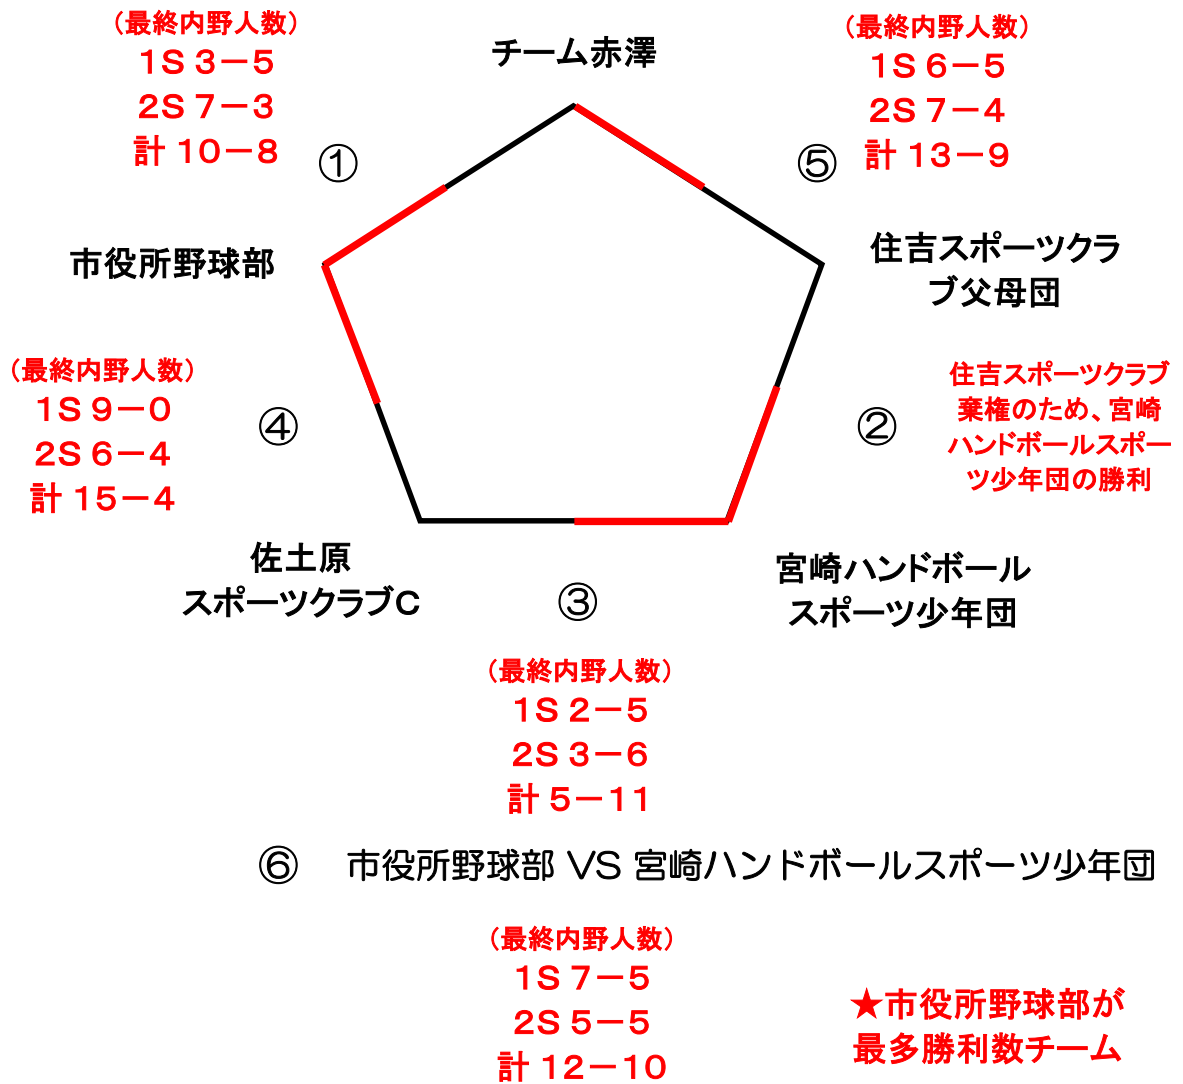 (最終内野人数)
1S 3－5
2S 7－3
計 10－8
①
チーム赤澤
(最終内野人数)
1S 6－5
2S 7－4
計 13－9
⑤
市役所野球部
住吉スポーツクラ
ブ父母団
(最終内野人数)
1S 9－0
2S 6－4
計 15－4
④
②
住吉スポーツクラブ
棄権のため、宮崎
ハンドボールスポー
ツ少年団の勝利
佐土原
スポーツクラブC
③
宮崎ハンドボール
スポーツ少年団
(最終内野人数)
1S 2－5
2S 3－6
計 5－11
⑥ 市役所野球部 VS 宮崎ハンドボールスポーツ少年団
(最終内野人数)
1S 7－5
2S 5－5
計 12－10
★市役所野球部が
最多勝利数チーム